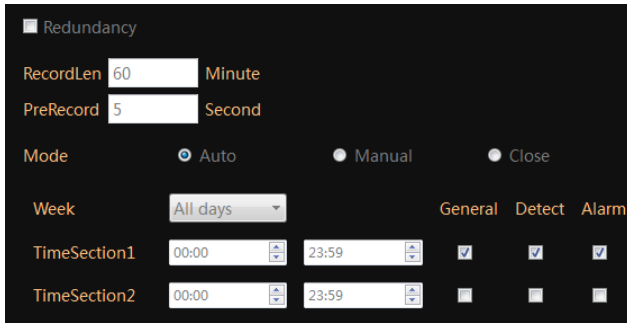 Redundancy
RecordLen 60 Minute
PreRecord 5 Second
Mode Auto Manual Close
Week All days General Detect Alarm
TimeSection1 00:00 23:59
TimeSection2 00:00 23:59